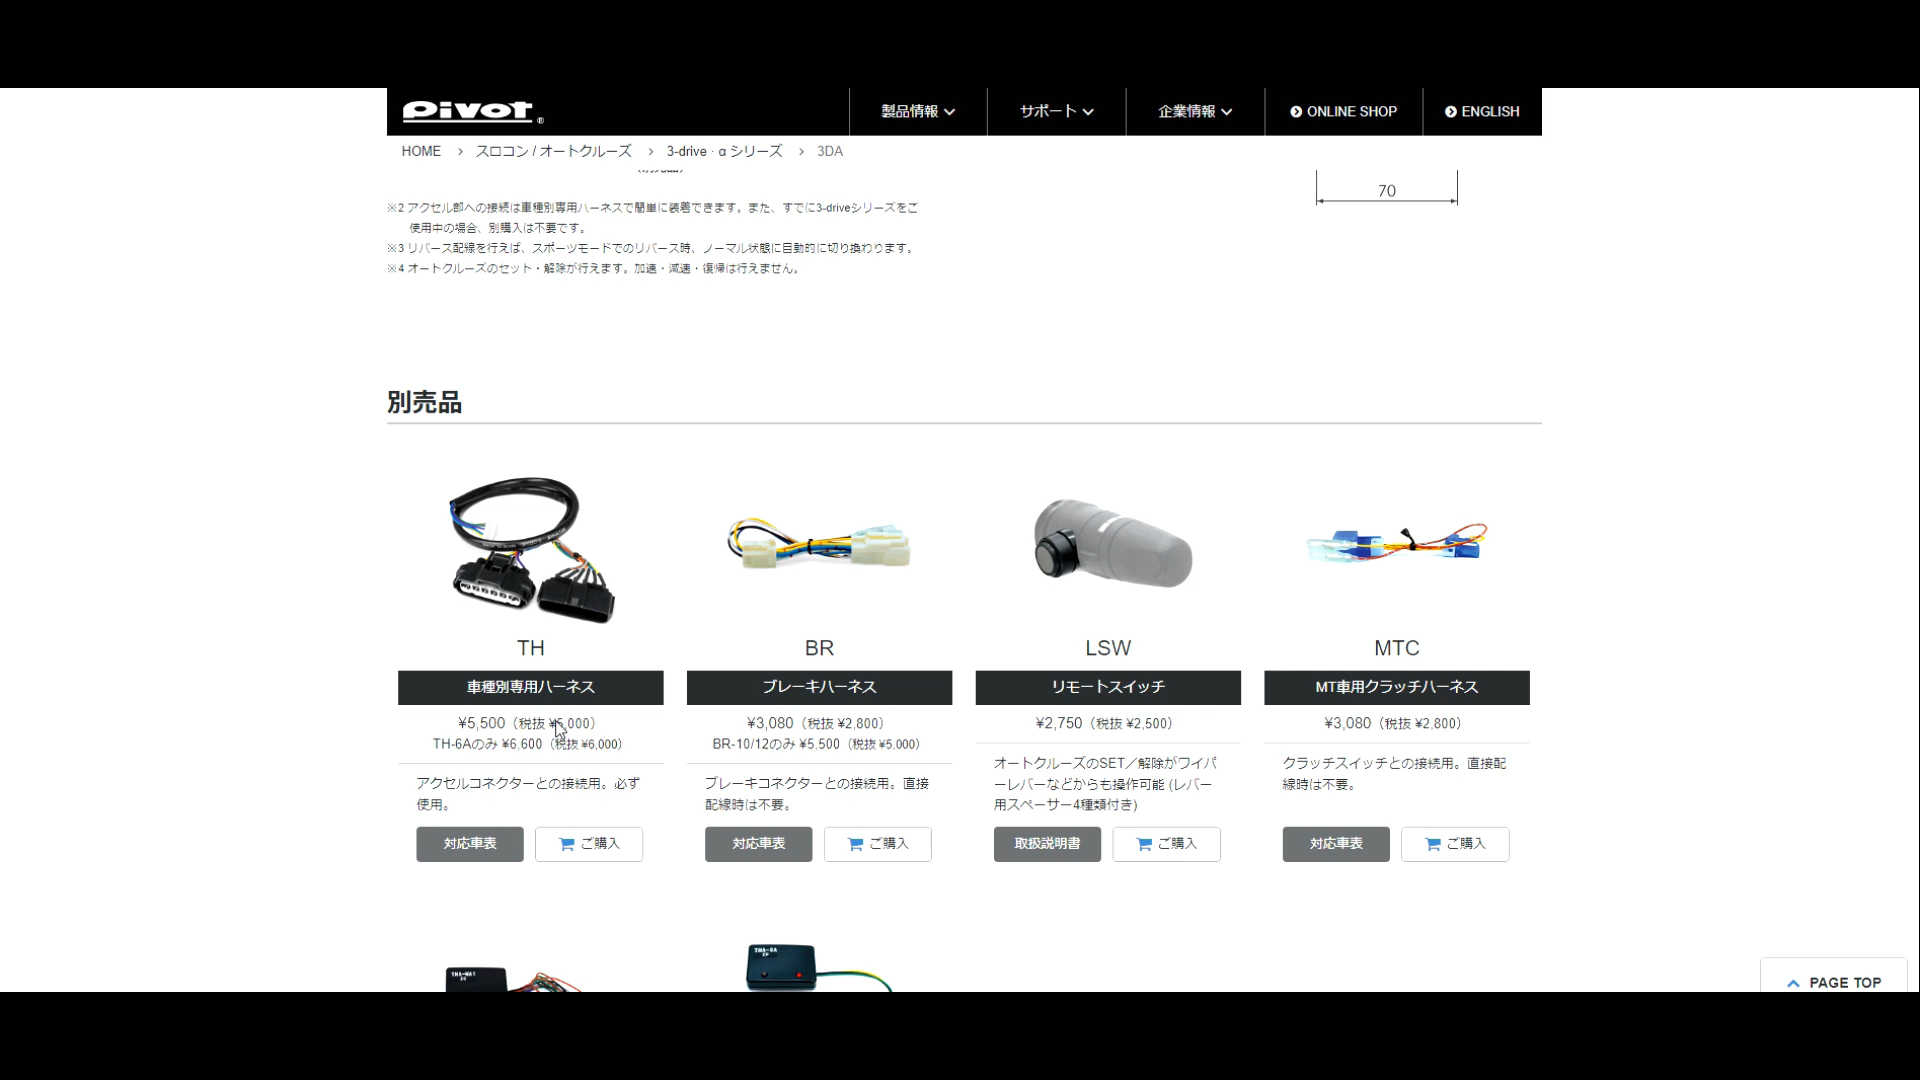 Pivot
製品情報
サポート
企業情報
ONLINE SHOP
ENGLISH
HOME › スロコン / オートクルーズ › 3-drive · α シリーズ › 3DA
70
※2 アクセル部への接続は車種別専用ハーネスで簡単に装着できます。また、すでに3-driveシリーズをご
使用中の場合、別購入は不要です。
※3 リバース配線を行えば、スポーツモードでのリバース時、ノーマル状態に自動的に切り換わります。
※4 オートクルーズのセット・解除が行えます。加速・減速・復帰は行えません。
別売品
TH
車種別専用ハーネス
¥5,500（税抜 ¥5,000）
TH-6Aのみ ¥6,600（税抜 ¥6,000）
アクセルコネクターとの接続用。必ず
使用。
対応車表
ご購入
BR
ブレーキハーネス
¥3,080（税抜 ¥2,800）
BR-10/12のみ ¥5,500（税抜 ¥5,000）
ブレーキコネクターとの接続用。直接
配線時は不要。
対応車表
ご購入
LSW
リモートスイッチ
¥2,750（税抜 ¥2,500）
オートクルーズのSET／解除がワイパ
ーレバーなどからも操作可能 (レバー
用スペーサー4種類付き)
取扱説明書
ご購入
MTC
MT車用クラッチハーネス
¥3,080（税抜 ¥2,800）
クラッチスイッチとの接続用。直接配
線時は不要。
対応車表
ご購入
PAGE TOP